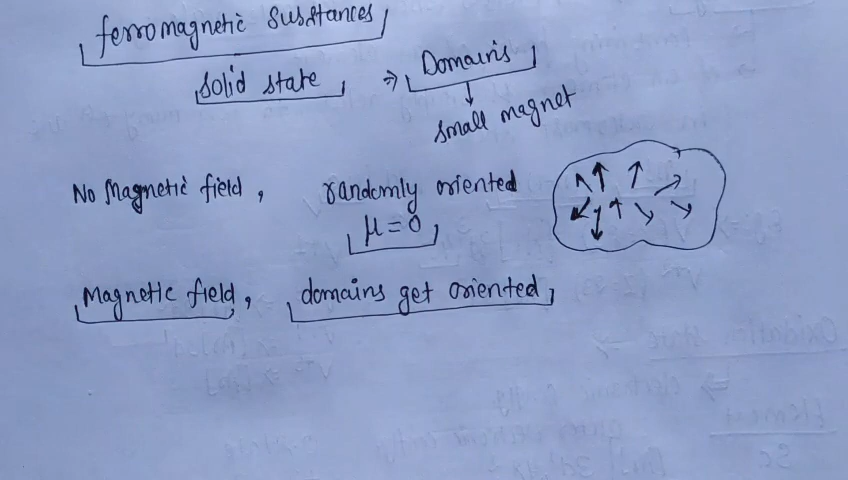 ferromagnetic substances
solid state ⇒ Domains
small magnet
No Magnetic field, randomly oriented
μ = 0
Magnetic field, domains get oriented